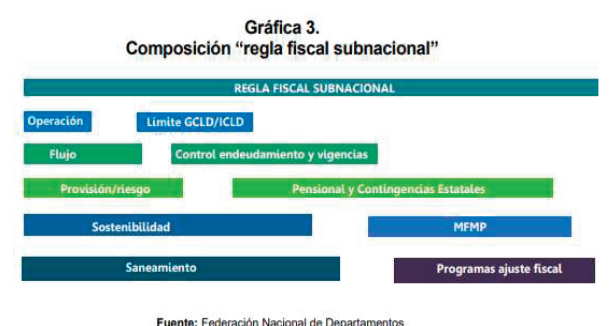 Gráfica 3.
Composición “regla fiscal subnacional”
REGLA FISCAL SUBNACIONAL
Operación Límite GCLD/ICLD
Flujo Control endeudamiento y vigencias
Provisión/riesgo Pensional y Contingencias Estatales
Sostenibilidad MFMP
Saneamiento Programas ajuste fiscal
Fuente: Federación Nacional de Departamentos